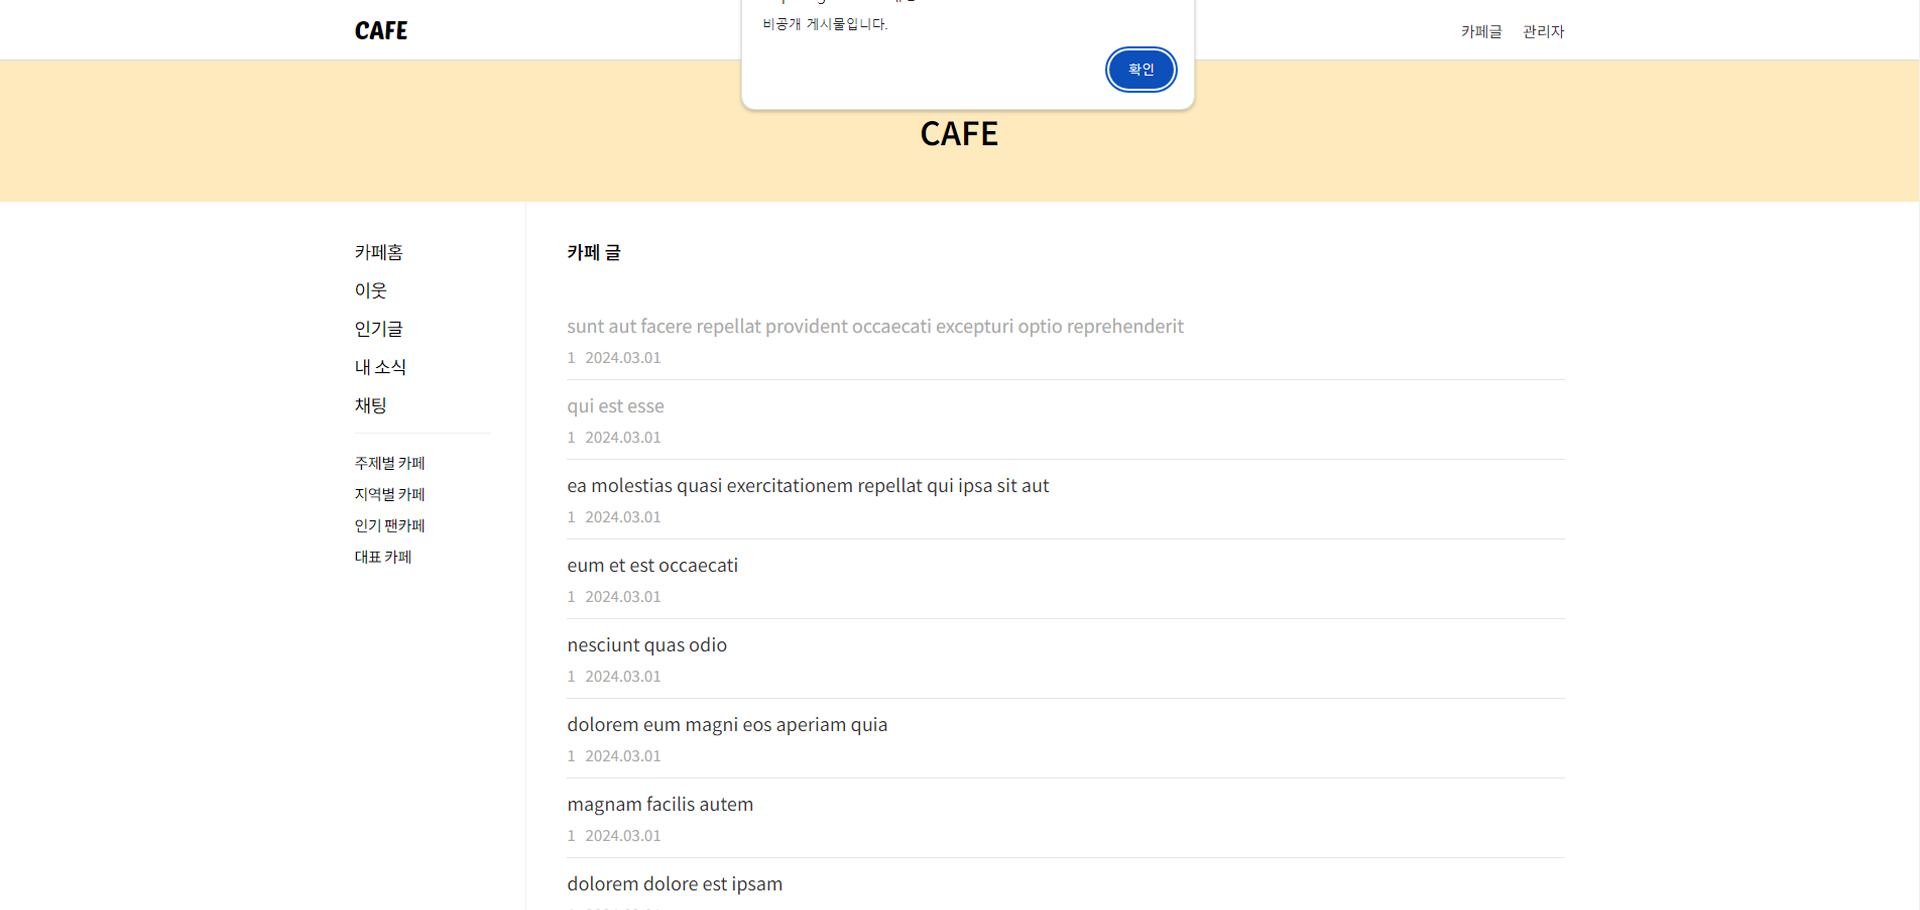 CAFE
카페글 관리자
비공개 게시물입니다.
확인
CAFE
카페홈
이웃
인기글
내 소식
채팅
주제별 카페
지역별 카페
인기 팬카페
대표 카페
카페 글
sunt aut facere repellat provident occaecati excepturi optio reprehenderit
1 2024.03.01
qui est esse
1 2024.03.01
ea molestias quasi exercitationem repellat qui ipsa sit aut
1 2024.03.01
eum et est occaecati
1 2024.03.01
nesciunt quas odio
1 2024.03.01
dolorem eum magni eos aperiam quia
1 2024.03.01
magnam facilis autem
1 2024.03.01
dolorem dolore est ipsam